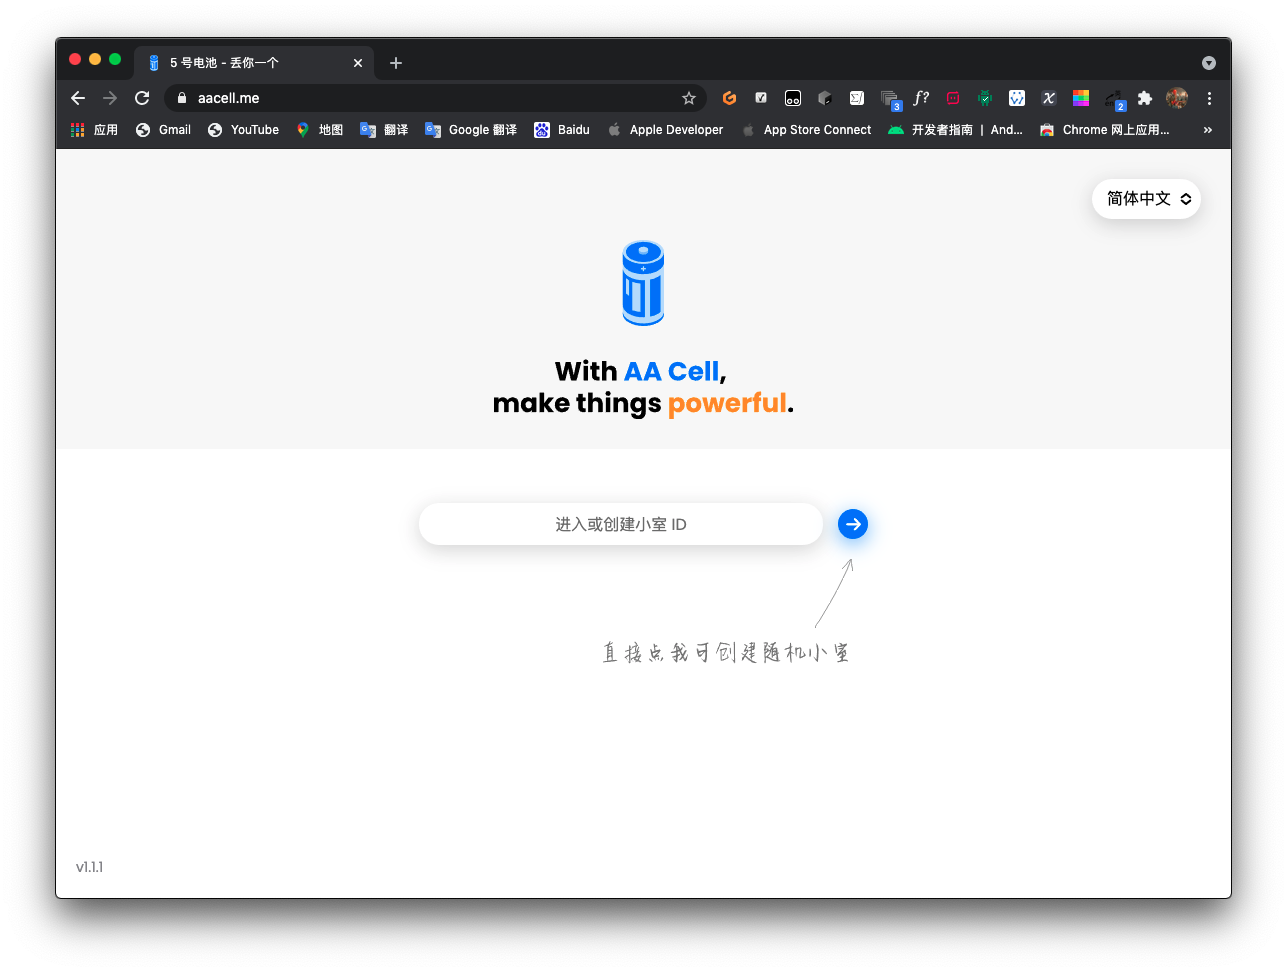 5 号电池 - 丢你一个
aacell.me
3
f?
2
应用
Gmail
YouTube
地图
翻译
Google 翻译
Baidu
Apple Developer
App Store Connect
开发者指南 | And...
Chrome 网上应用...
»
简体中文
With AA Cell,
make things powerful.
进入或创建小室 ID
直接点我可创建随机小室
v1.1.1